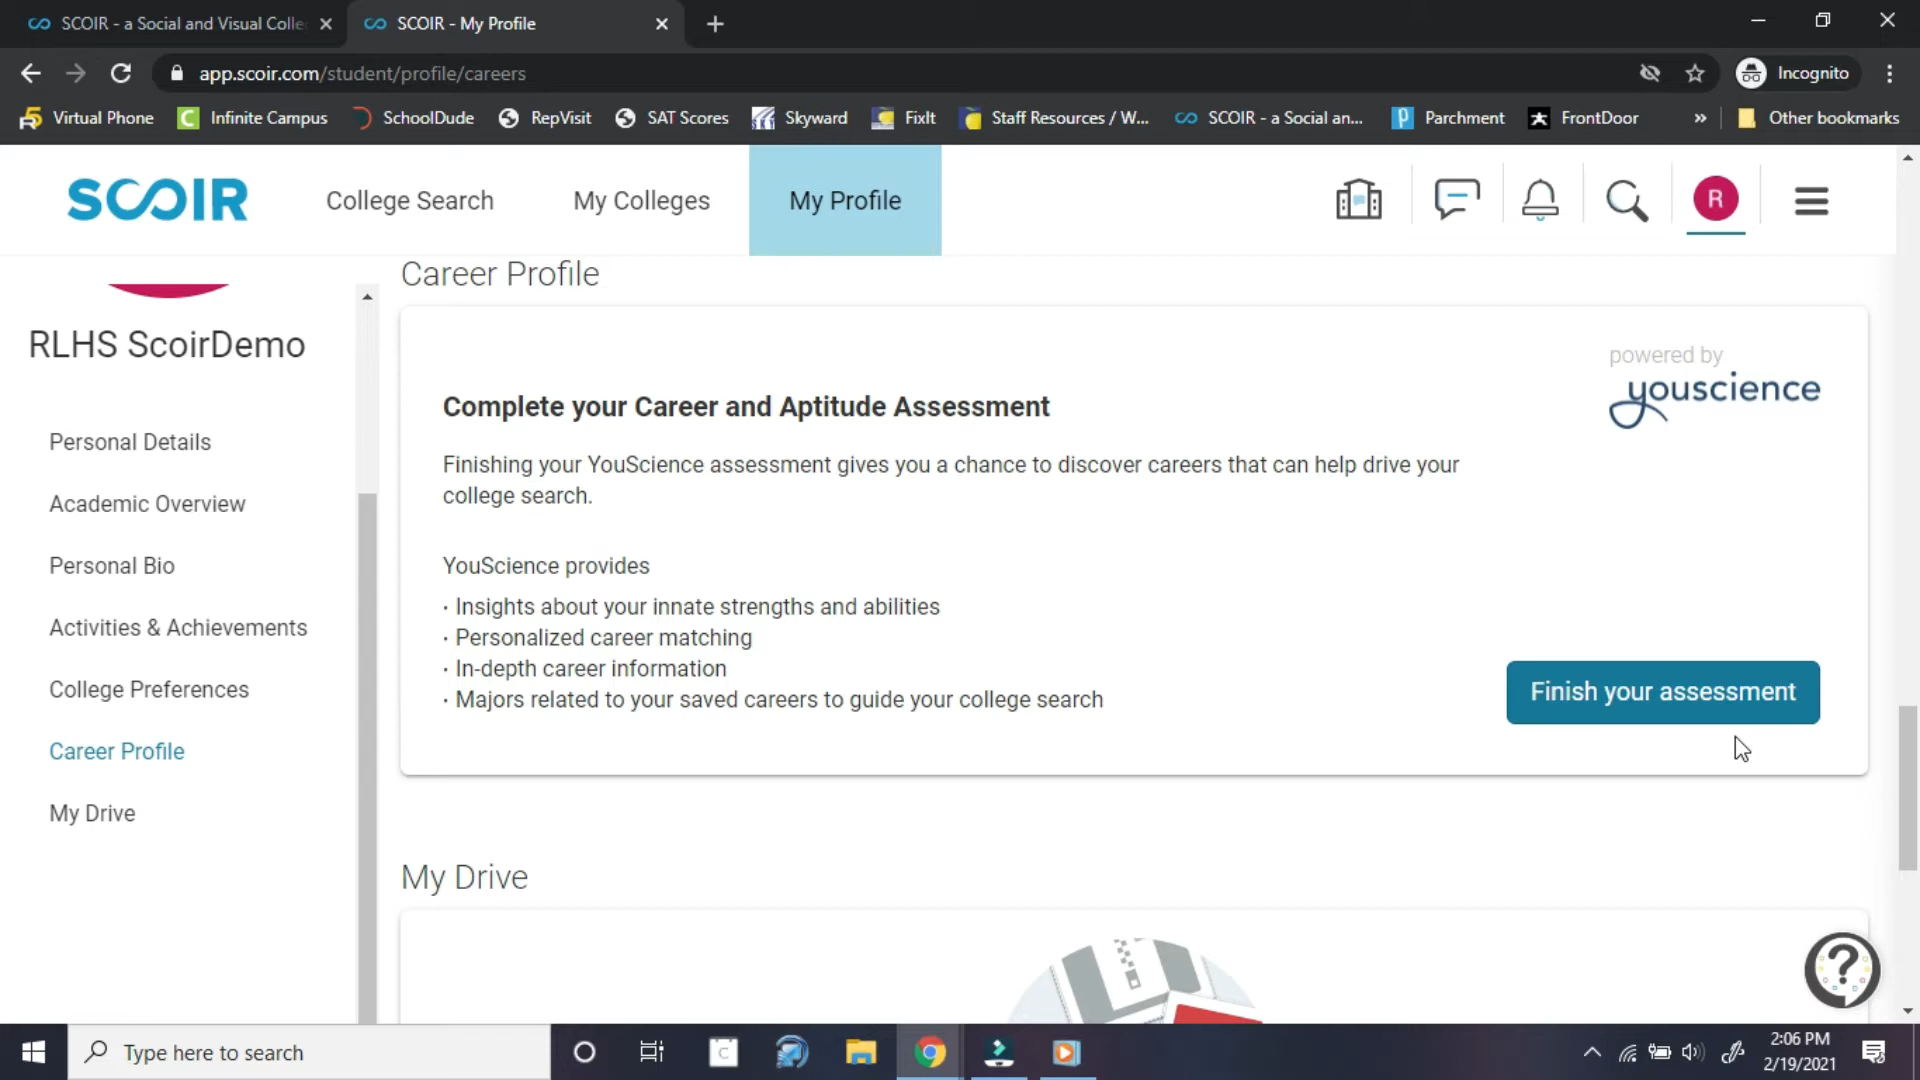 SCOIR - a Social and Visual Colle
SCOIR - My Profile
app.scoir.com/student/profile/careers
Incognito
Virtual Phone
Infinite Campus
SchoolDude
RepVisit
SAT Scores
Skyward
FixIt
Staff Resources / W...
SCOIR - a Social an...
Parchment
FrontDoor
»
Other bookmarks
SCOIR
College Search
My Colleges
My Profile
R
RLHS ScoirDemo
Personal Details
Academic Overview
Personal Bio
Activities & Achievements
College Preferences
Career Profile
My Drive
Career Profile
powered by
youscience
Complete your Career and Aptitude Assessment
Finishing your YouScience assessment gives you a chance to discover careers that can help drive your
college search.
YouScience provides
· Insights about your innate strengths and abilities
· Personalized career matching
· In-depth career information
· Majors related to your saved careers to guide your college search
Finish your assessment
My Drive
?
Type here to search
2:06 PM
2/19/2021